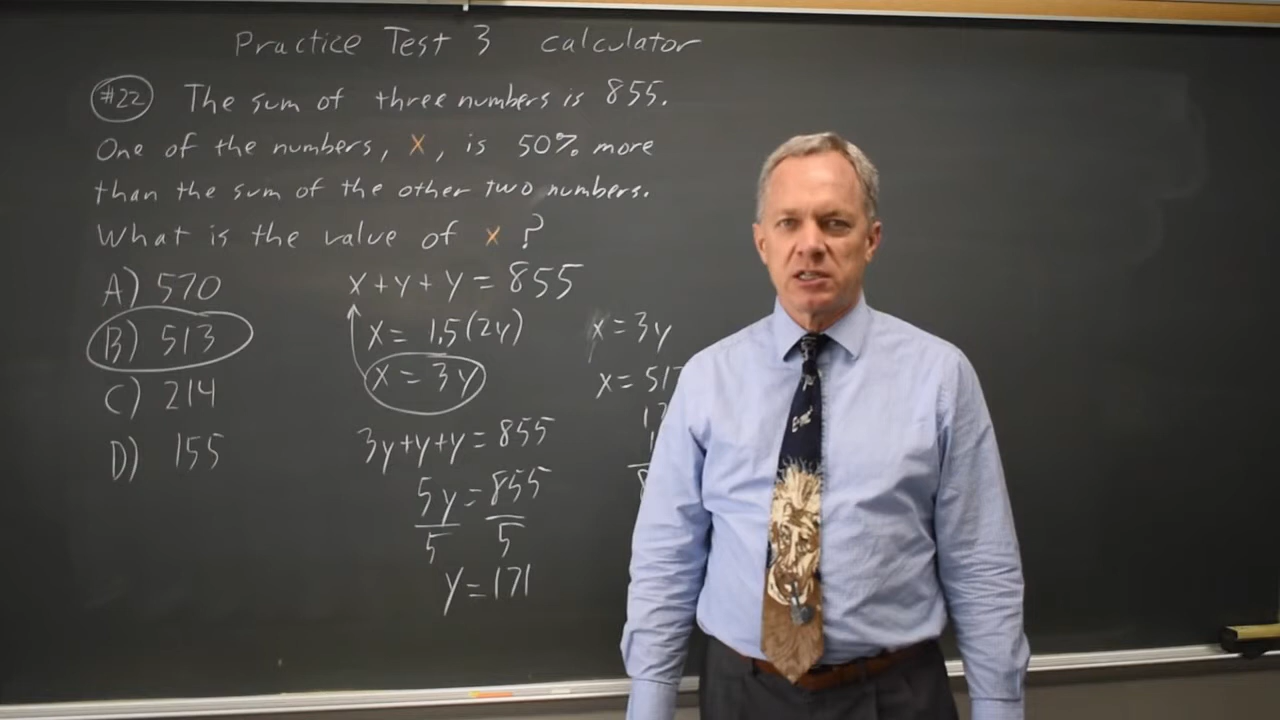 Practice Test 3 calculator
#22 The sum of three numbers is 855.
One of the numbers, x, is 50% more
than the sum of the other two numbers.
What is the value of x ?
A) 570
B) 513
C) 214
D) 155
x+y+y=855
x= 1.5(2y)
x = 3y
3y+y+y=855
5y=855
5 5
y=171
x=3y
x=51